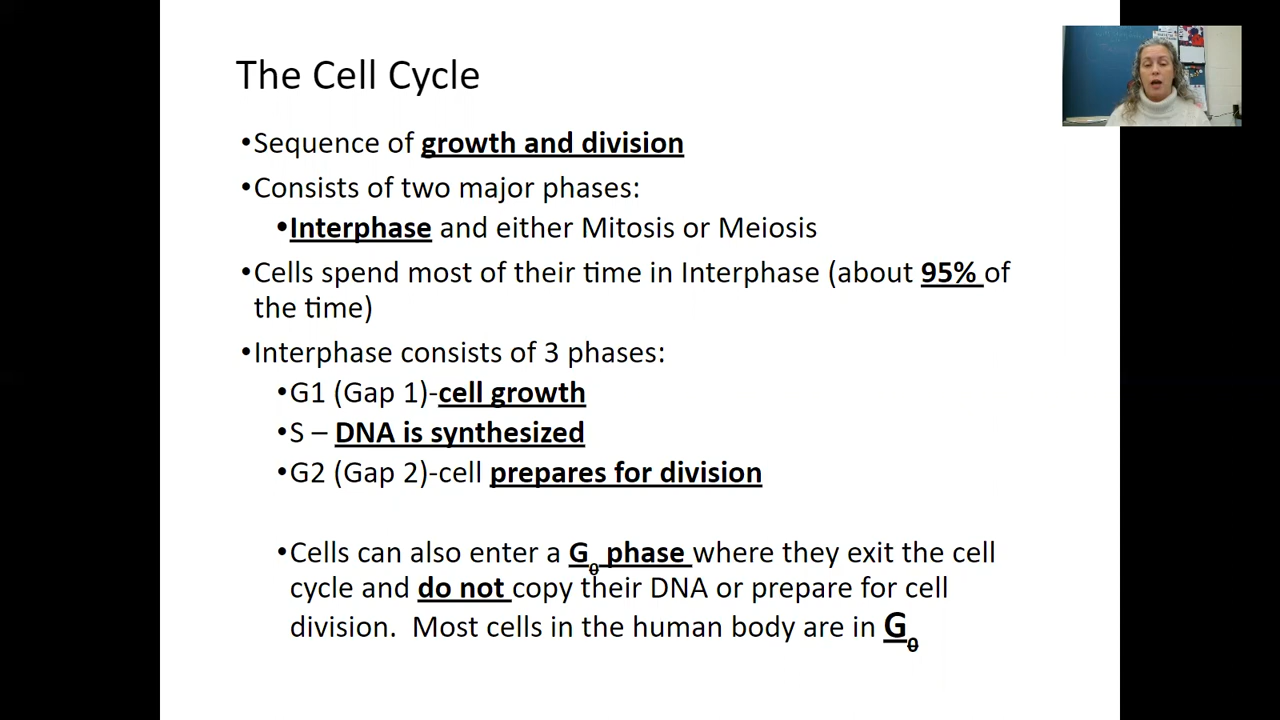 The Cell Cycle
•Sequence of growth and division
•Consists of two major phases:
•Interphase and either Mitosis or Meiosis
•Cells spend most of their time in Interphase (about 95% of
the time)
•Interphase consists of 3 phases:
•G1 (Gap 1)-cell growth
•S – DNA is synthesized
•G2 (Gap 2)-cell prepares for division
•Cells can also enter a G₀ phase where they exit the cell
cycle and do not copy their DNA or prepare for cell
division. Most cells in the human body are in G₀